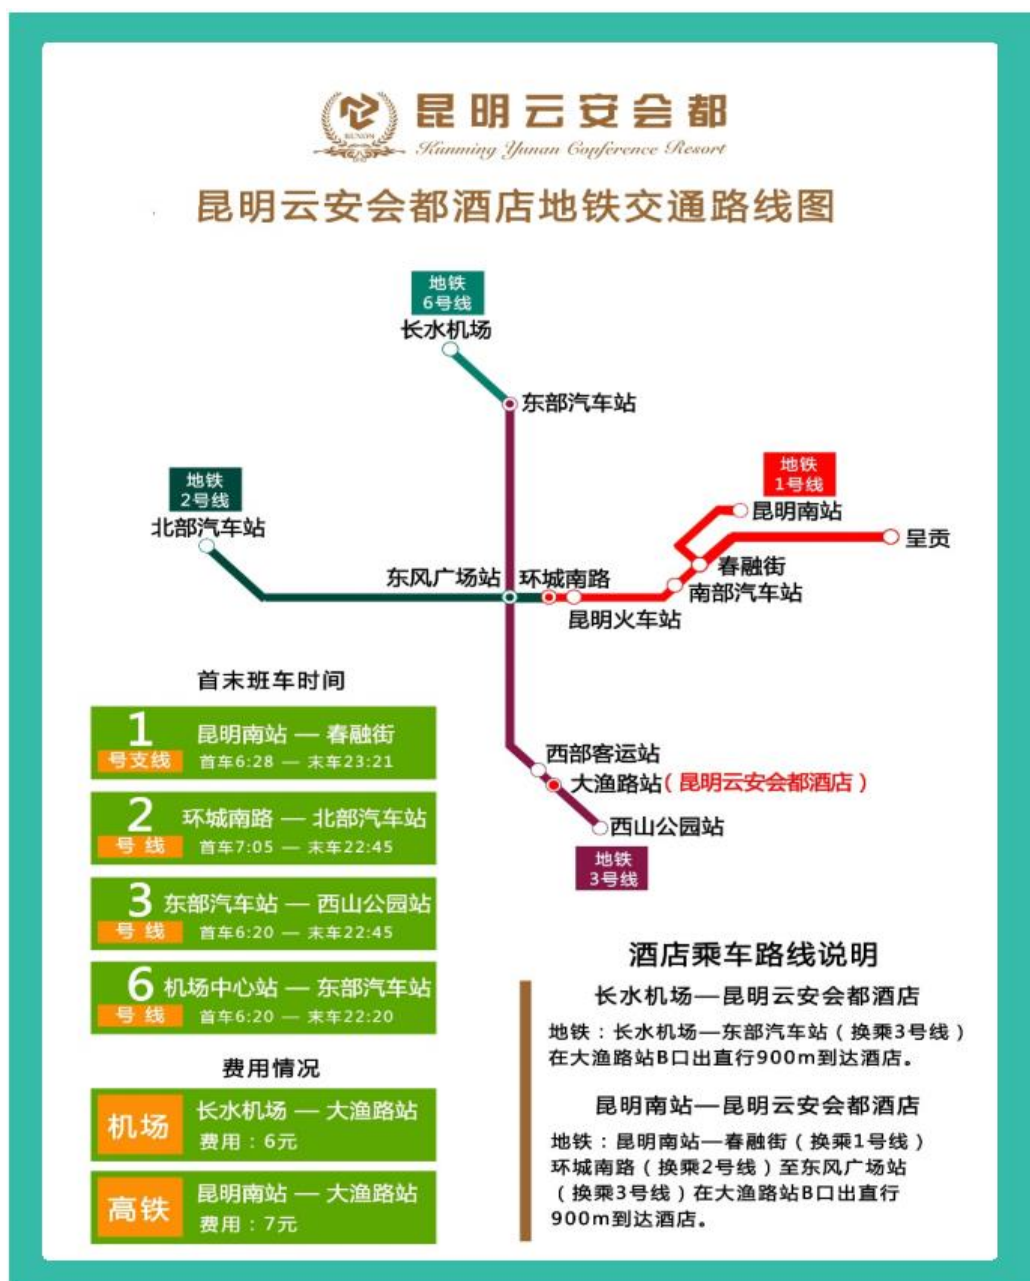 昆明云安会都
Kunming Yunan Conference Resort
昆明云安会都酒店地铁交通路线图
地铁
6号线
长水机场
东部汽车站
地铁
2号线
北部汽车站
地铁
1号线
昆明南站
呈贡
春融街
南部汽车站
东风广场站
环城南路
昆明火车站
西部客运站
大渔路站(昆明云安会都酒店)
西山公园站
地铁
3号线
首末班车时间
1
号支线
昆明南站 — 春融街
首车6:28 — 末车23:21
2
号 线
环城南路 — 北部汽车站
首车7:05 — 末车22:45
3
号 线
东部汽车站 — 西山公园站
首车6:20 — 末车22:45
6
号 线
机场中心站 — 东部汽车站
首车6:20 — 末车22:20
费用情况
机场
长水机场 — 大渔路站
费用:6元
高铁
昆明南站 — 大渔路站
费用:7元
酒店乘车路线说明
长水机场—昆明云安会都酒店
地铁:长水机场—东部汽车站(换乘3号线)
在大渔路站B口出直行900m到达酒店。
昆明南站—昆明云安会都酒店
地铁:昆明南站—春融街(换乘1号线)
环城南路(换乘2号线)至东风广场站
(换乘3号线)在大渔路站B口出直行
900m到达酒店。